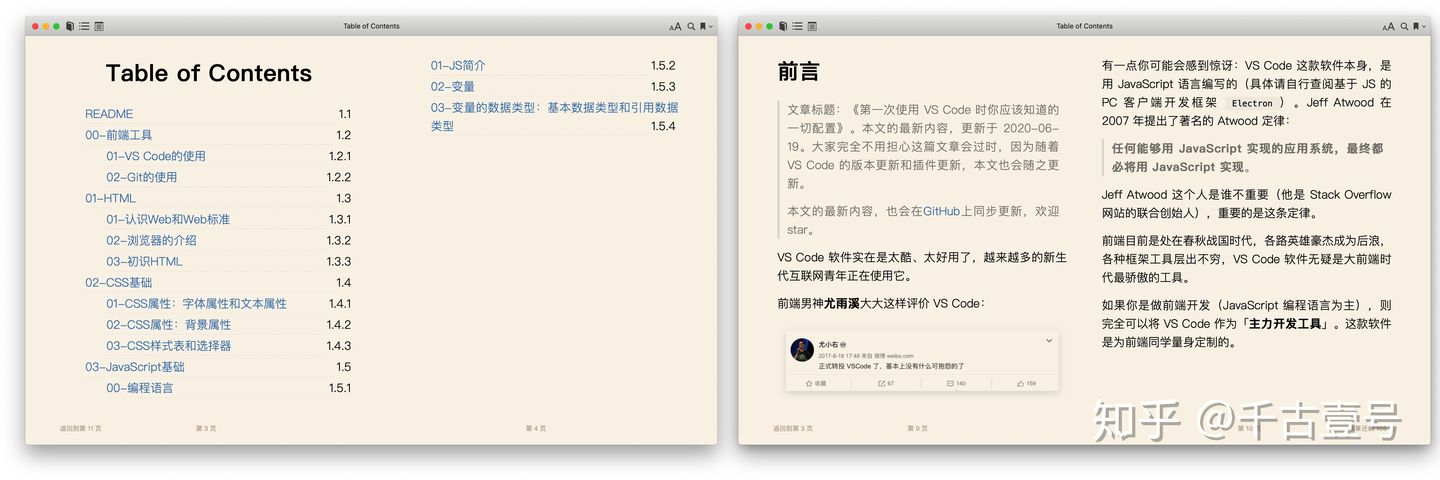 Table of Contents
Table of Contents
README 1.1
00-前端工具 1.2
01-VS Code的使用 1.2.1
02-Git的使用 1.2.2
01-HTML 1.3
01-认识Web和Web标准 1.3.1
02-浏览器的介绍 1.3.2
03-初识HTML 1.3.3
02-CSS基础 1.4
01-CSS属性：字体属性和文本属性 1.4.1
02-CSS属性：背景属性 1.4.2
03-CSS样式表和选择器 1.4.3
03-JavaScript基础 1.5
00-编程语言 1.5.1
返回到第 11 页 第 3 页
01-JS简介 1.5.2
02-变量 1.5.3
03-变量的数据类型：基本数据类型和引用数据
类型 1.5.4
第 4 页
Table of Contents
前言
文章标题：《第一次使用 VS Code 时你应该知道的
一切配置》。本文的最新内容，更新于 2020-06-
19。大家完全不用担心这篇文章会过时，因为随着
VS Code 的版本更新和插件更新，本文也会随之更
新。
本文的最新内容，也会在GitHub上同步更新，欢迎
star。
VS Code 软件实在是太酷、太好用了，越来越多的新生
代互联网青年正在使用它。
前端男神尤雨溪大大这样评价 VS Code：
尤小右
2017-8-18 17:48 来自 微博 weibo.com
正式转投 VSCode 了，基本上没有什么可抱怨的了
收藏 67 140 159
返回到第 3 页 第 9 页
有一点你可能会感到惊讶：VS Code 这款软件本身，是
用 JavaScript 语言编写的（具体请自行查阅基于 JS 的
PC 客户端开发框架 Electron ）。Jeff Atwood 在
2007 年提出了著名的 Atwood 定律：
任何能够用 JavaScript 实现的应用系统，最终都
必将用 JavaScript 实现。
Jeff Atwood 这个人是谁不重要（他是 Stack Overflow
网站的联合创始人），重要的是这条定律。
前端目前是处在春秋战国时代，各路英雄豪杰成为后浪，
各种框架工具层出不穷，VS Code 软件无疑是大前端时
代最骄傲的工具。
如果你是做前端开发（JavaScript 编程语言为主），则
完全可以将 VS Code 作为「主力开发工具」。这款软件
是为前端同学量身定制的。
第 10
知乎 @千古壹号